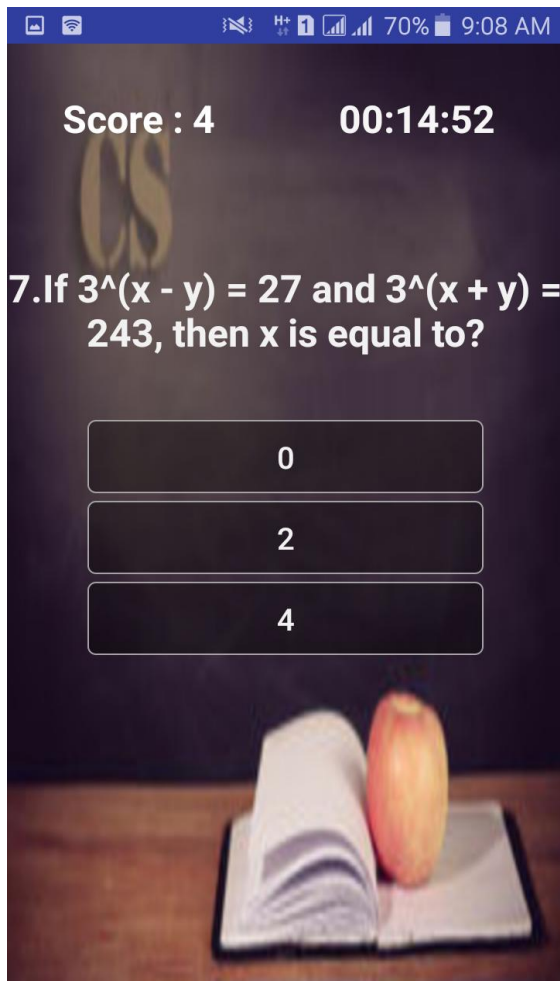 H+ 1 70% 9:08 AM
Score : 4 00:14:52
CS
7.If 3^(x - y) = 27 and 3^(x + y) =
243, then x is equal to?
0
2
4